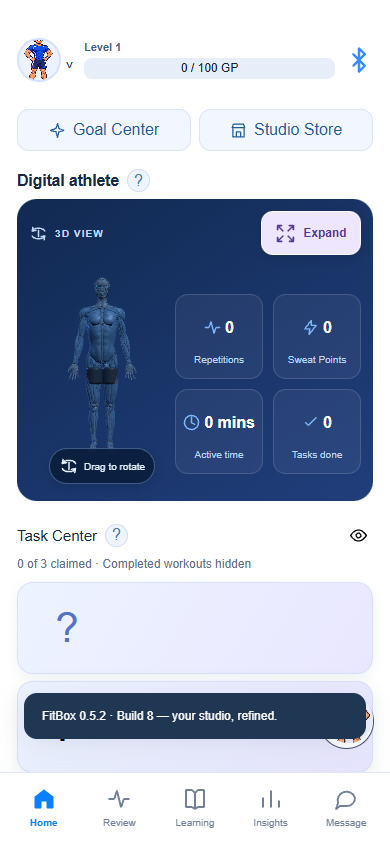 Level 1
v
0 / 100 GP
Goal Center
Studio Store
Digital athlete
?
3D VIEW
Expand
0
Repetitions
0
Sweat Points
0 mins
Active time
0
Tasks done
Drag to rotate
Task Center
?
0 of 3 claimed · Completed workouts hidden
?
FitBox 0.5.2 · Build 8 — your studio, refined.
Home
Review
Learning
Insights
Message